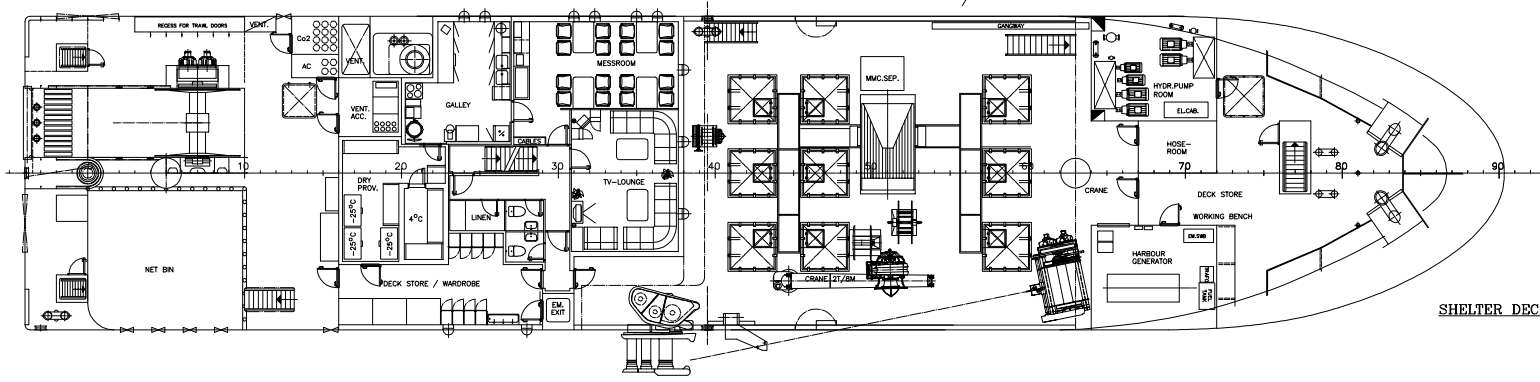 RECESS FOR TRAWL DOORS
VENT.
Co2
AC
VENT
VENT.
ACC.
GALLEY
MESSROOM
CABLES
GANGWAY
MMC.SEP.
HYDR.PUMP
ROOM
EL.CAB.
HOSE-
ROOM
10
20
30
40
50
60
70
80
90
DRY
PROV.
-25°C
-25°C
-25°C
4°C
LINEN
TV-LOUNGE
CRANE
DECK STORE
WORKING BENCH
EM.SWB
HARBOUR
GENERATOR
TRAFO
FUEL
TANK
NET BIN
DECK STORE / WARDROBE
EM.
EXIT
CRANE 2T/8M
SHELTER DEC